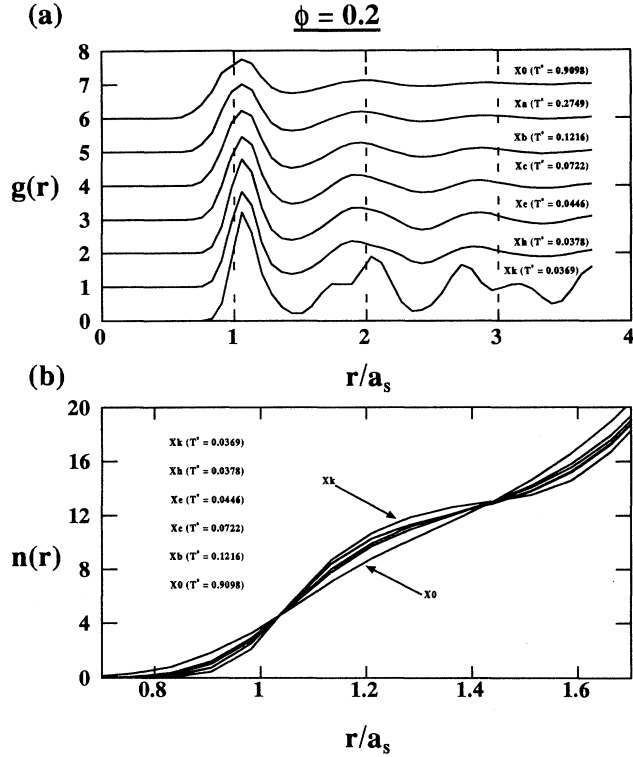 (a)
ϕ = 0.2
8
7
6
5
4
3
2
1
0
g(r)
X0 (T* = 0.9098)
Xa (T* = 0.2749)
Xb (T* = 0.1216)
Xc (T* = 0.0722)
Xe (T* = 0.0446)
Xh (T* = 0.0378)
Xk (T* = 0.0369)
0 1 2 3 4
r/as
(b)
20
16
12
8
4
0
n(r)
Xk (T* = 0.0369)
Xh (T* = 0.0378)
Xe (T* = 0.0446)
Xc (T* = 0.0722)
Xb (T* = 0.1216)
X0 (T* = 0.9098)
Xk
X0
0.8 1 1.2 1.4 1.6
r/as